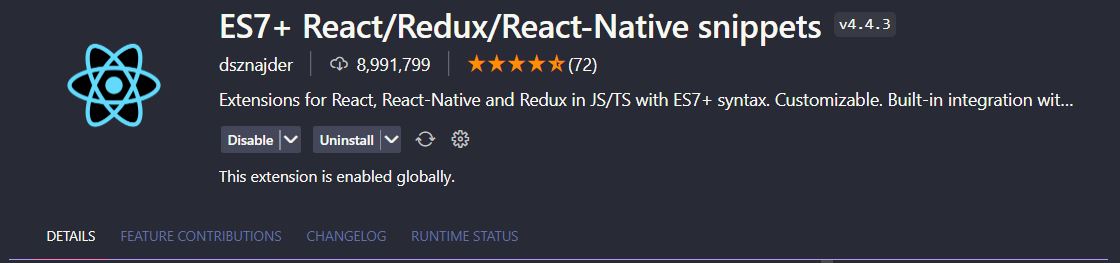 ES7+ React/Redux/React-Native snippets v4.4.3
dsznajder 8,991,799 (72)
Extensions for React, React-Native and Redux in JS/TS with ES7+ syntax. Customizable. Built-in integration wit...
Disable Uninstall
This extension is enabled globally.
DETAILS FEATURE CONTRIBUTIONS CHANGELOG RUNTIME STATUS